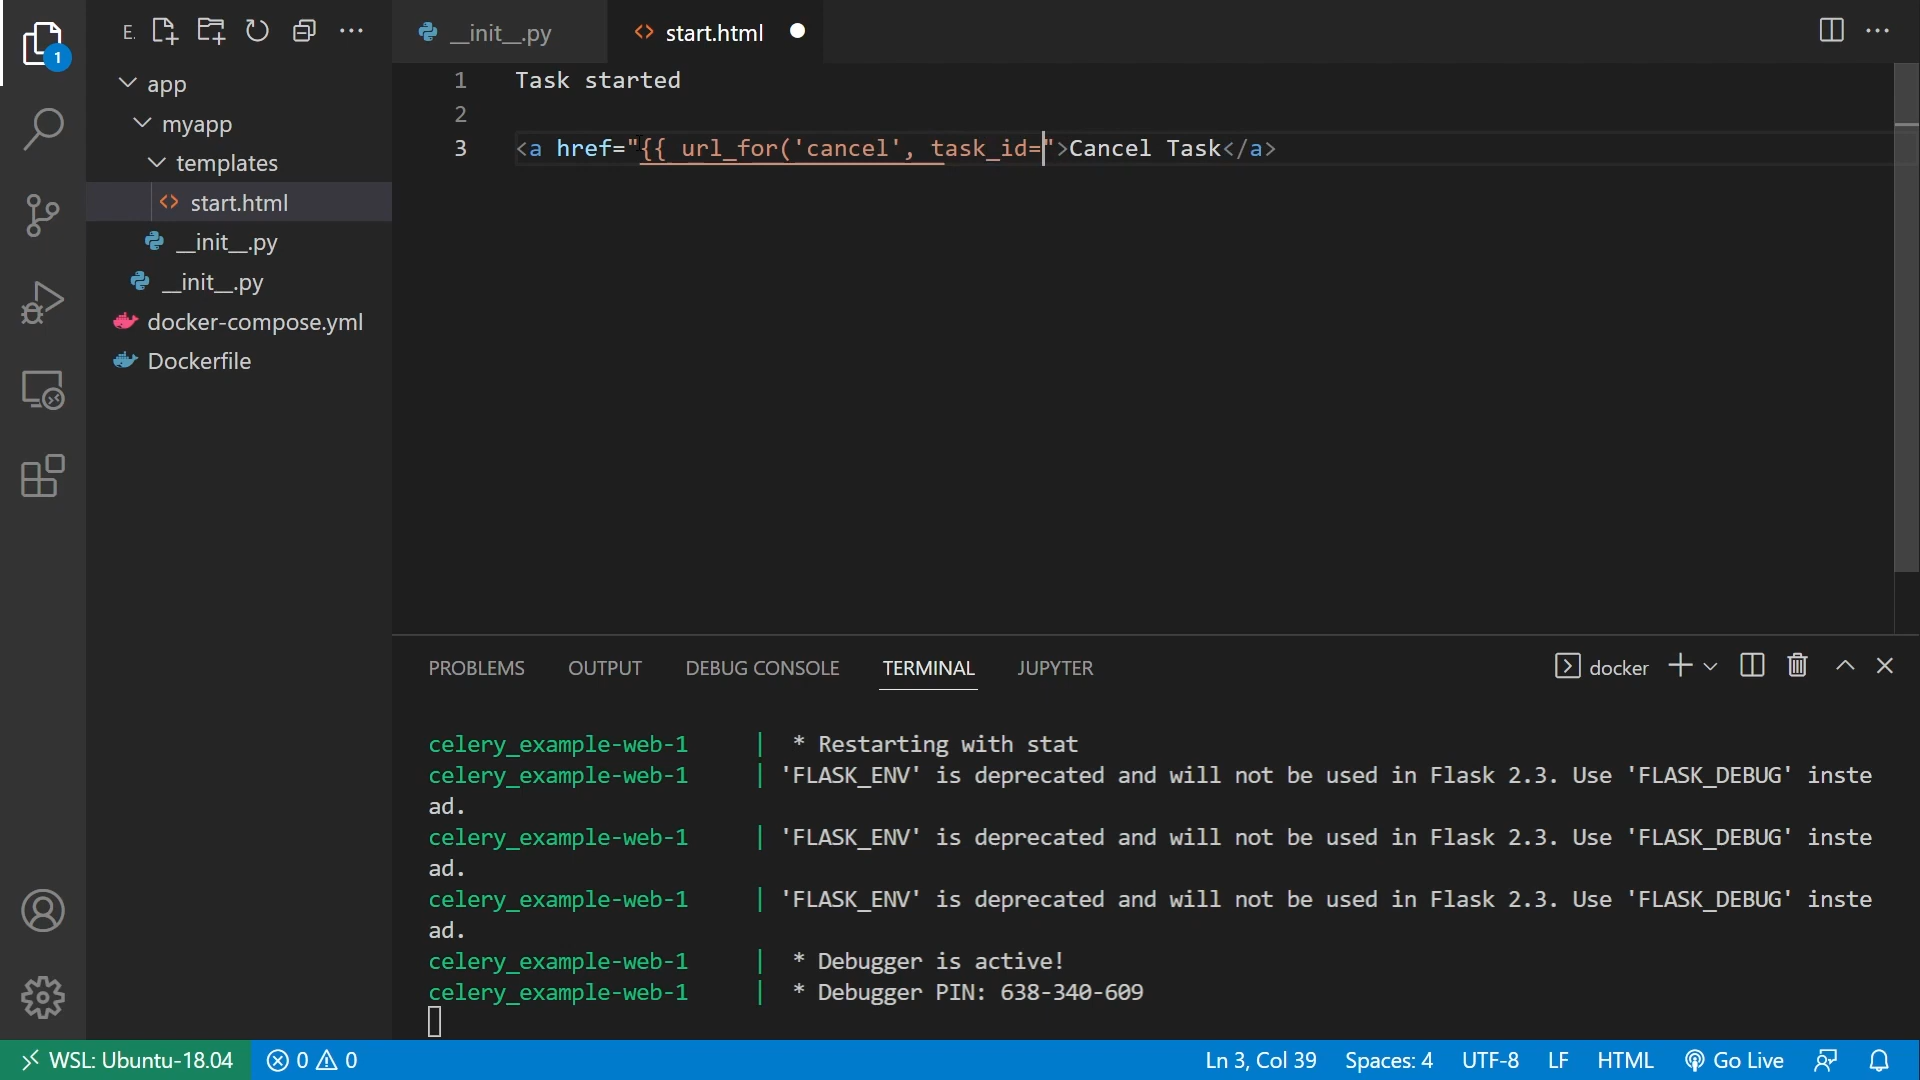 E.
__init__.py
start.html
1
app
myapp
templates
start.html
__init__.py
__init__.py
docker-compose.yml
Dockerfile
1 Task started
2
3 <a href="{{ url_for('cancel', task_id=">Cancel Task</a>
PROBLEMS OUTPUT DEBUG CONSOLE TERMINAL JUPYTER docker
celery_example-web-1 | * Restarting with stat
celery_example-web-1 | 'FLASK_ENV' is deprecated and will not be used in Flask 2.3. Use 'FLASK_DEBUG' inste
ad.
celery_example-web-1 | 'FLASK_ENV' is deprecated and will not be used in Flask 2.3. Use 'FLASK_DEBUG' inste
ad.
celery_example-web-1 | 'FLASK_ENV' is deprecated and will not be used in Flask 2.3. Use 'FLASK_DEBUG' inste
ad.
celery_example-web-1 | * Debugger is active!
celery_example-web-1 | * Debugger PIN: 638-340-609
WSL: Ubuntu-18.04 0 0 Ln 3, Col 39 Spaces: 4 UTF-8 LF HTML Go Live